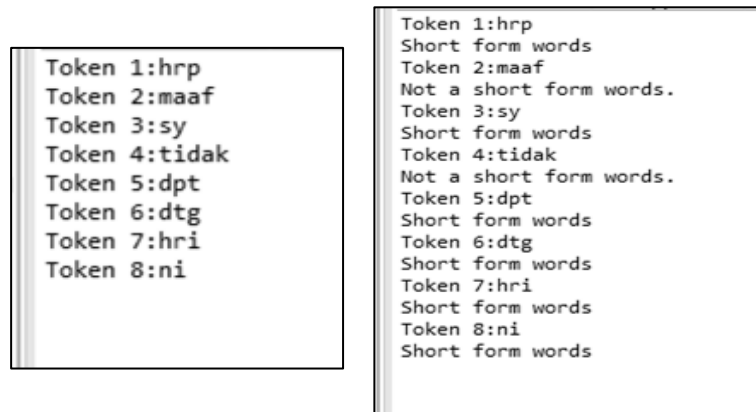 Token 1:hrp
Token 2:maaf
Token 3:sy
Token 4:tidak
Token 5:dpt
Token 6:dtg
Token 7:hri
Token 8:ni
Token 1:hrp
Short form words
Token 2:maaf
Not a short form words.
Token 3:sy
Short form words
Token 4:tidak
Not a short form words.
Token 5:dpt
Short form words
Token 6:dtg
Short form words
Token 7:hri
Short form words
Token 8:ni
Short form words